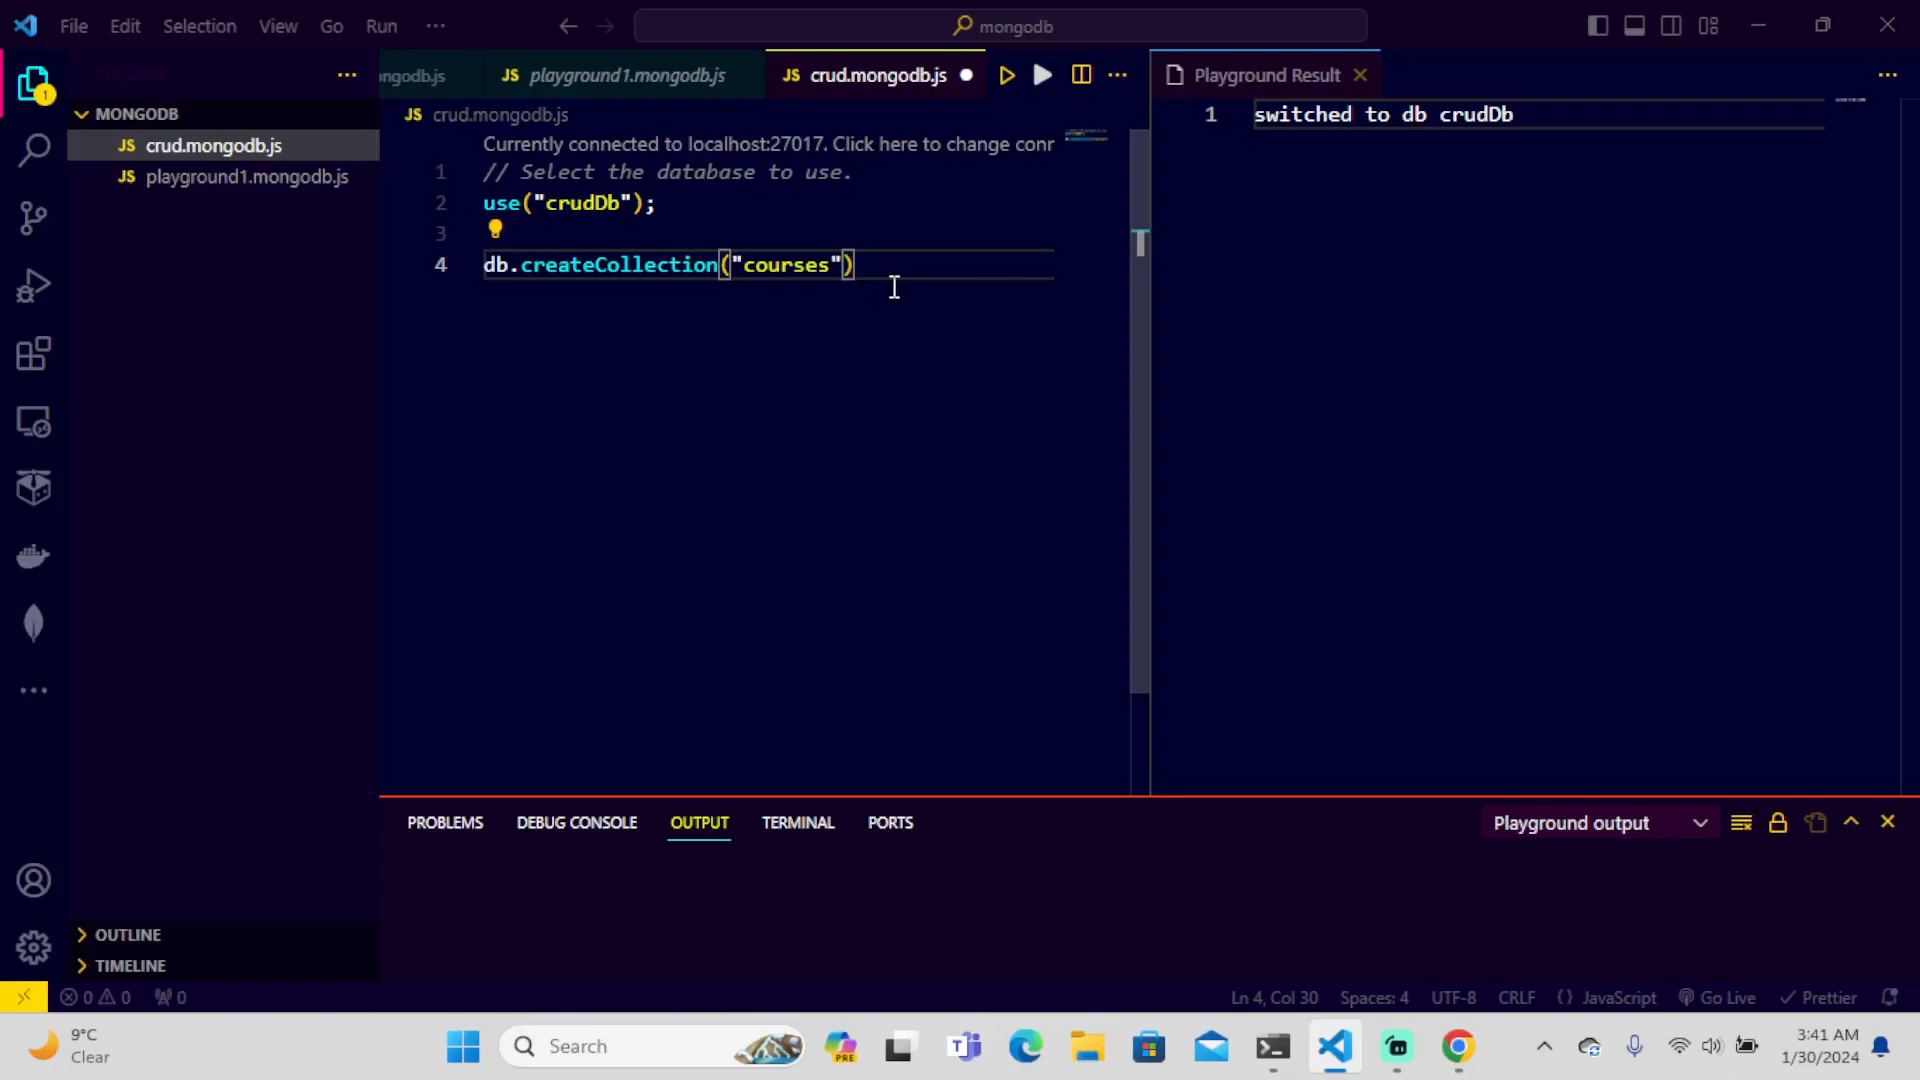 File Edit Selection View Go Run ···
mongodb
EXPLORER
MONGODB
JS crud.mongodb.js
JS playground1.mongodb.js
OUTLINE
TIMELINE
ngodb.js
JS playground1.mongodb.js
JS crud.mongodb.js
JS crud.mongodb.js
Currently connected to localhost:27017. Click here to change conr
1 // Select the database to use.
2 use("crudDb");
3
4 db.createCollection("courses")
Playground Result
1 switched to db crudDb
PROBLEMS DEBUG CONSOLE OUTPUT TERMINAL PORTS
Playground output
0 0 0
Ln 4, Col 30 Spaces: 4 UTF-8 CRLF {} JavaScript Go Live Prettier
9°C
Clear
Search
PRE
3:41 AM
1/30/2024